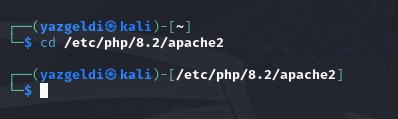 ┌──(yazgeldi㉿kali)-[~]
└─$ cd /etc/php/8.2/apache2
┌──(yazgeldi㉿kali)-[/etc/php/8.2/apache2]
└─$